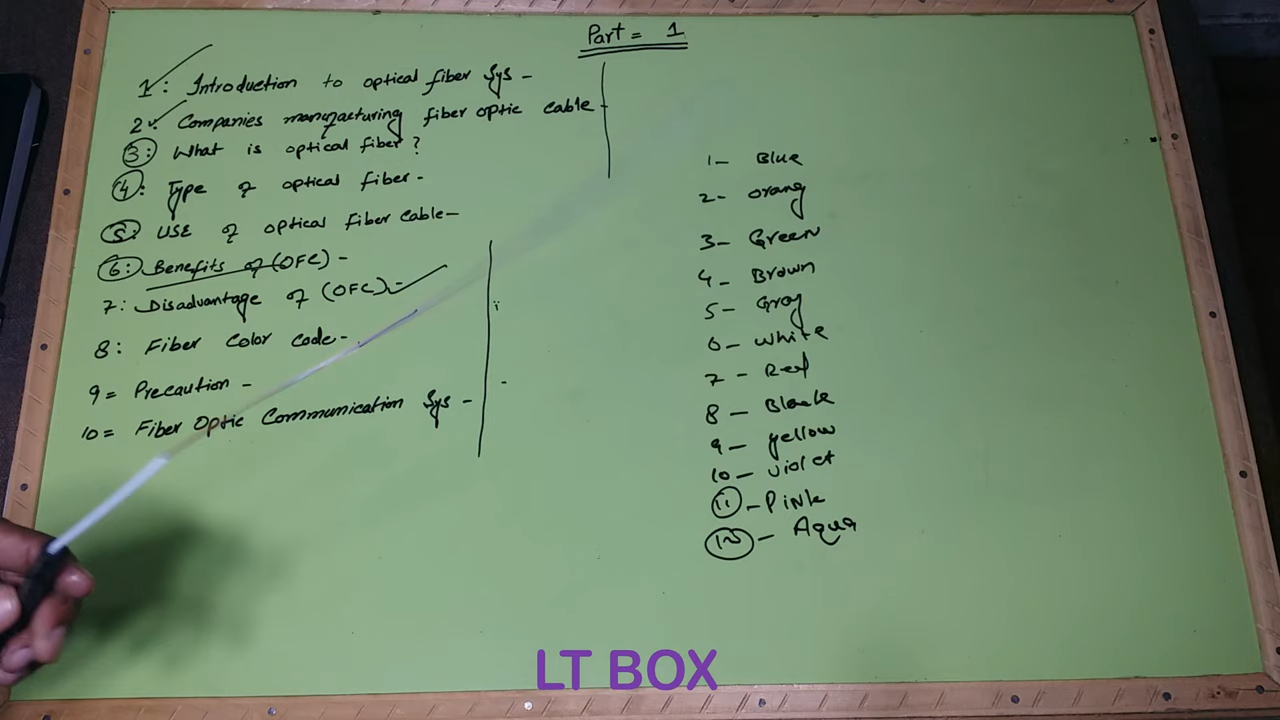 Part = 1
1: Introduction to optical fiber Sys -
2: Companies manufacturing fiber optic cable -
3: What is optical fiber?
4: Type of optical fiber -
5: USE of optical fiber cable -
6: Benefits of (OFC) -
7: Disadvantage of (OFC) -
8: Fiber Color Code -
9 = Precaution -
10 = Fiber Optic Communication Sys -
1- Blue
2- orang
3- Green
4- Brown
5- Gray
6- white
7- Red
8- Black
9- yellow
10- violet
11- Pink
12- Aqua
LT BOX